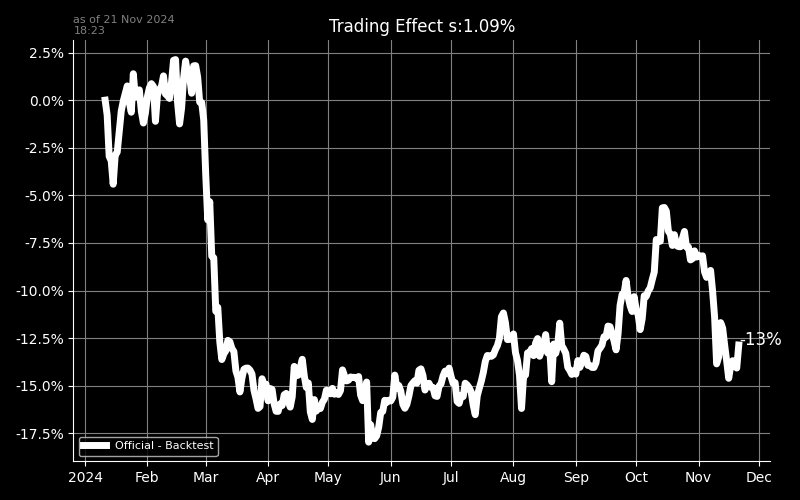 as of 21 Nov 2024
18:23
Trading Effect s:1.09%
2.5%
0.0%
-2.5%
-5.0%
-7.5%
-10.0%
-12.5%
-15.0%
-17.5%
-13%
Official - Backtest
2024 Feb Mar Apr May Jun Jul Aug Sep Oct Nov Dec